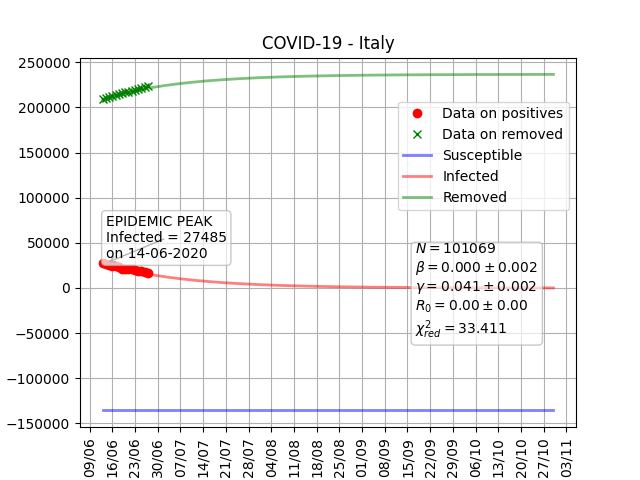 COVID-19 - Italy
250000
200000
150000
100000
50000
0
−50000
−100000
−150000
Data on positives
Data on removed
Susceptible
Infected
Removed
EPIDEMIC PEAK
Infected = 27485
on 14-06-2020
N = 101069
β = 0.000 ± 0.002
γ = 0.041 ± 0.002
R₀ = 0.00 ± 0.00
χ²red = 33.411
09/06
16/06
23/06
30/06
07/07
14/07
21/07
28/07
04/08
11/08
18/08
25/08
01/09
08/09
15/09
22/09
29/09
06/10
13/10
20/10
27/10
03/11